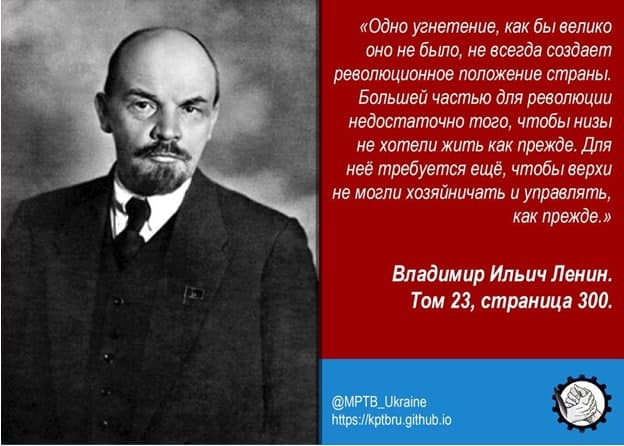 «Одно угнетение, как бы велико
оно не было, не всегда создает
революционное положение страны.
Большей частью для революции
недостаточно того, чтобы низы
не хотели жить как прежде. Для
неё требуется ещё, чтобы верхи
не могли хозяйничать и управлять,
как прежде.»
Владимир Ильич Ленин.
Том 23, страница 300.
@MPTB_Ukraine
https://kptbru.github.io